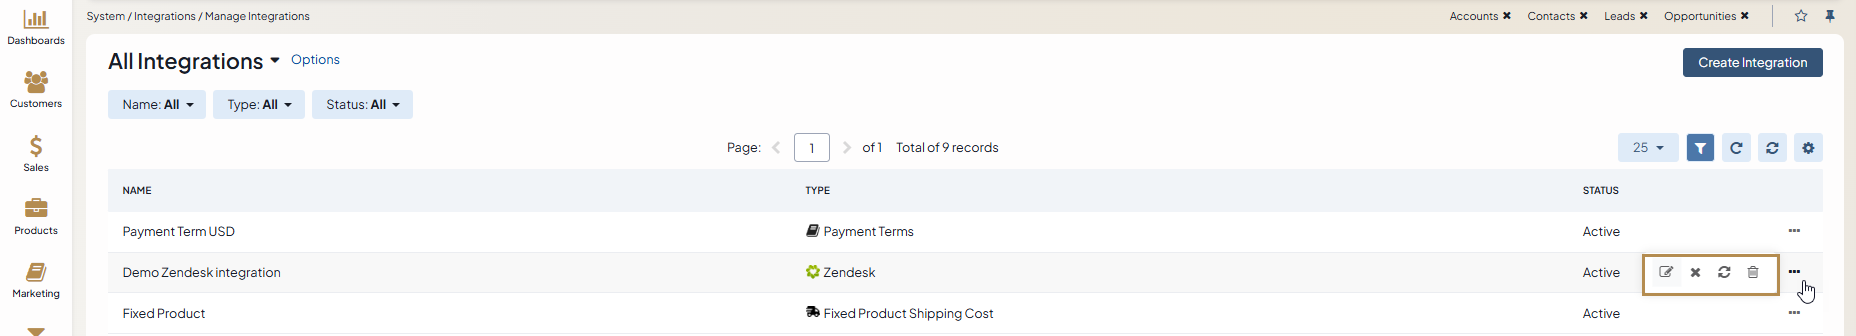 Dashboards
Customers
Sales
Products
Marketing
System / Integrations / Manage Integrations
Accounts ✖ Contacts ✖ Leads ✖ Opportunities ✖
All Integrations Options
Create Integration
Name: All Type: All Status: All
Page: 1 of 1 Total of 9 records
25
NAME TYPE STATUS
Payment Term USD Payment Terms Active ...
Demo Zendesk integration Zendesk Active ...
Fixed Product Fixed Product Shipping Cost Active ...